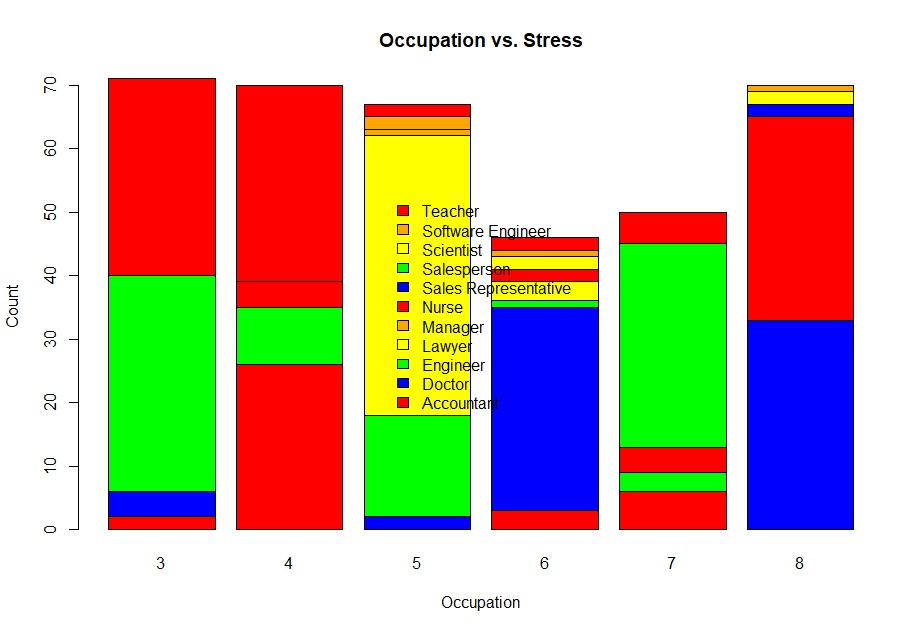 Occupation vs. Stress
70
60
50
40
30
20
10
0
Count
Teacher
Software Engineer
Scientist
Salesperson
Sales Representative
Nurse
Manager
Lawyer
Engineer
Doctor
Accountant
3 4 5 6 7 8
Occupation